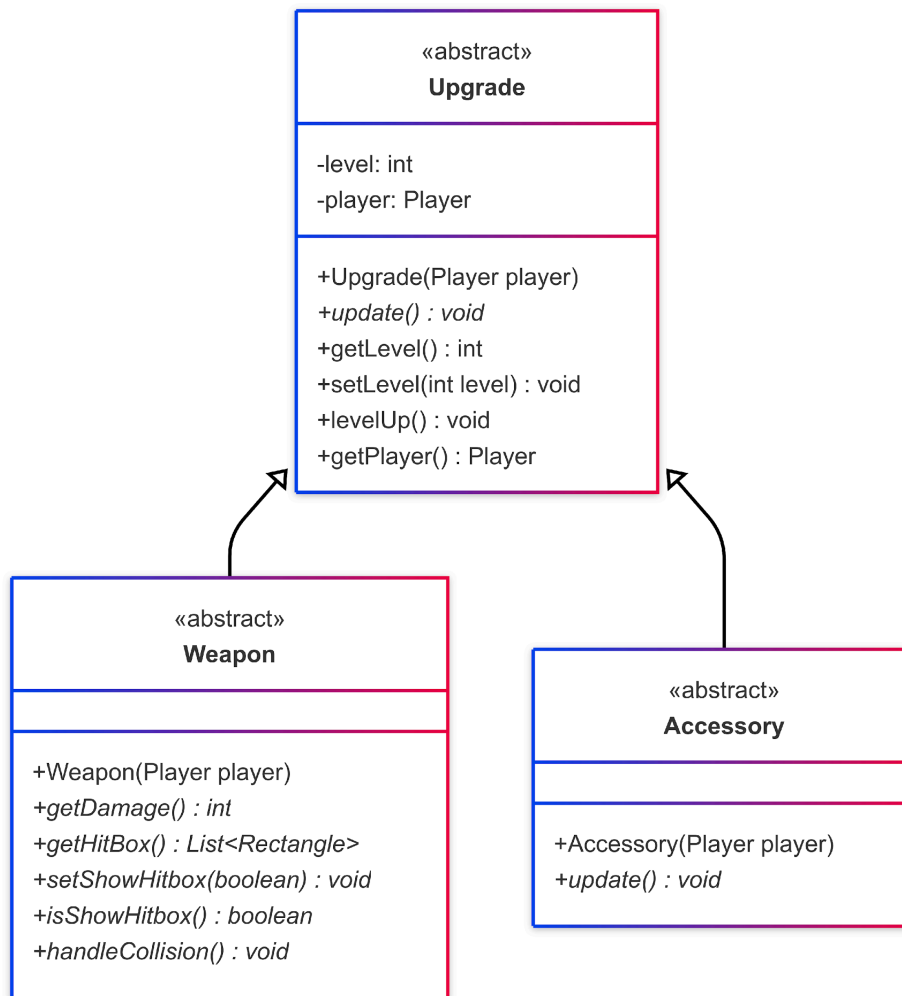 «abstract»
Upgrade
-level: int
-player: Player
+Upgrade(Player player)
+update() : void
+getLevel() : int
+setLevel(int level) : void
+levelUp() : void
+getPlayer() : Player
«abstract»
Weapon
+Weapon(Player player)
+getDamage() : int
+getHitBox() : List<Rectangle>
+setShowHitbox(boolean) : void
+isShowHitbox() : boolean
+handleCollision() : void
«abstract»
Accessory
+Accessory(Player player)
+update() : void